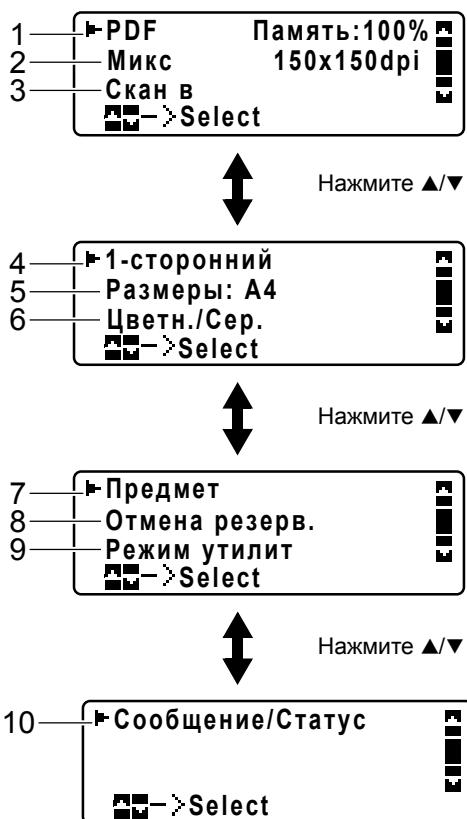 1 PDF Память:100%
2 Микс 150x150dpi
3 Скан в
–>Select
Нажмите ▲/▼
4 1-сторонний
5 Размеры: A4
6 Цветн./Сер.
–>Select
Нажмите ▲/▼
7 Предмет
8 Отмена резерв.
9 Режим утилит
–>Select
Нажмите ▲/▼
10 Сообщение/Статус
–>Select